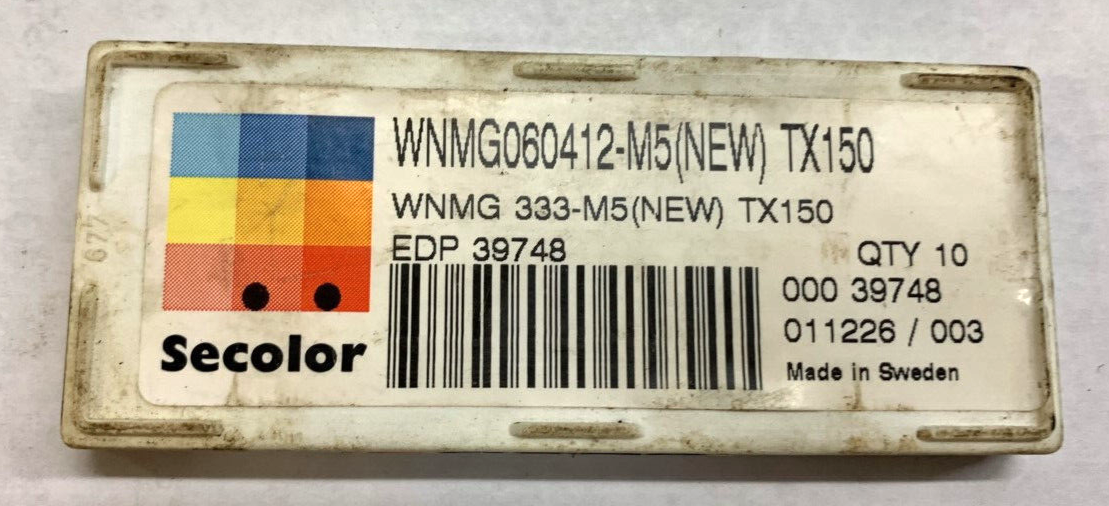 WNMG060412-M5(NEW) TX150
WNMG 333-M5(NEW) TX150
EDP 39748
QTY 10
000 39748
011226 / 003
Made in Sweden
Secolor
677